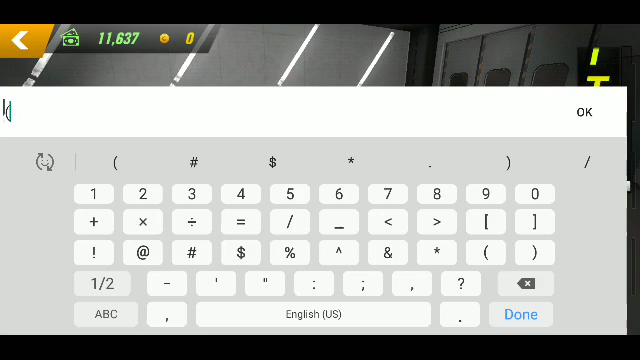 11,637 0
T
(
OK
( # $ * . ) /
1 2 3 4 5 6 7 8 9 0
+ × ÷ = / _ < > [ ]
! @ # $ % ^ & * ( )
1/2 - ' " : ; , ?
ABC , English (US) . Done